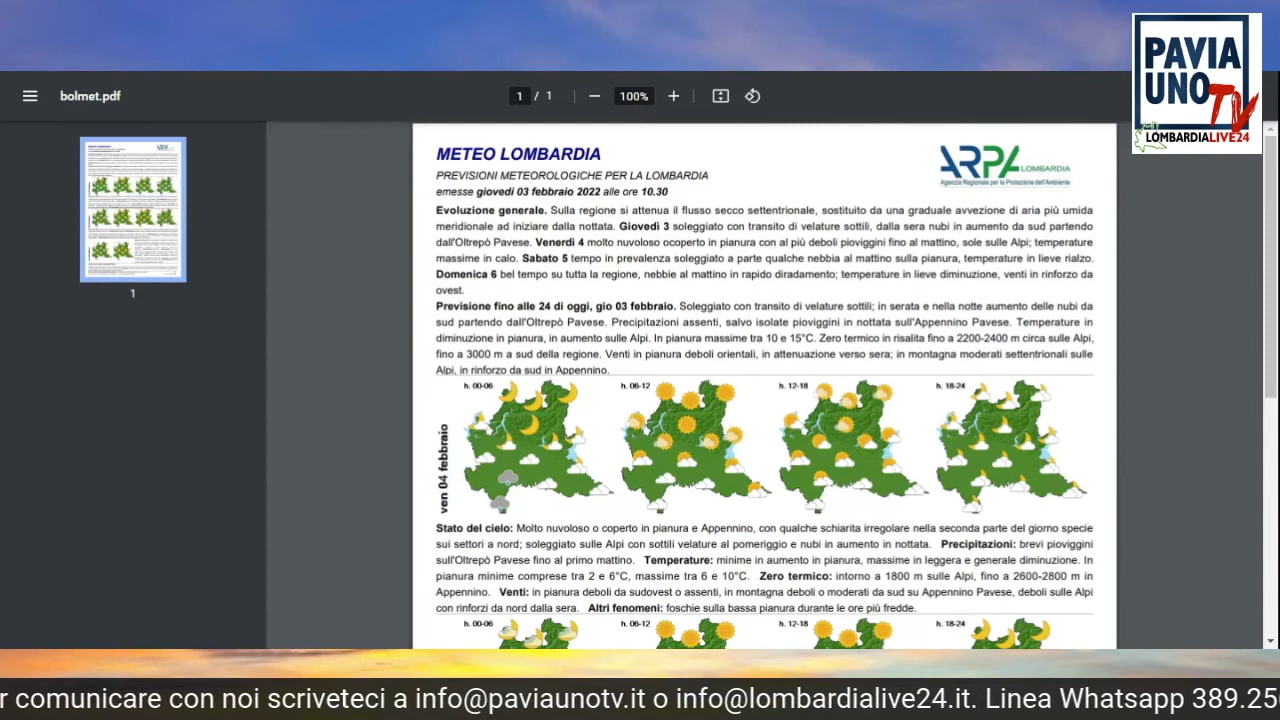 PAVIA
UNO
TV
LOMBARDIALIVE24
bolmet.pdf
1 / 1
100%
1
METEO LOMBARDIA
PREVISIONI METEOROLOGICHE PER LA LOMBARDIA
emesse giovedì 03 febbraio 2022 alle ore 10.30
ARPA LOMBARDIA
Agenzia Regionale per la Protezione dell'Ambiente
Evoluzione generale. Sulla regione si attenua il flusso secco settentrionale, sostituito da una graduale avvezione di aria più umida
meridionale ad iniziare dalla nottata. Giovedì 3 soleggiato con transito di velature sottili, dalla sera nubi in aumento da sud partendo
dall'Oltrepò Pavese. Venerdì 4 molto nuvoloso ocoperto in pianura con al più deboli pioviggini fino al mattino, sole sulle Alpi; temperature
massime in calo. Sabato 5 tempo in prevalenza soleggiato a parte qualche nebbia al mattino sulla pianura, temperature in lieve rialzo.
Domenica 6 bel tempo su tutta la regione, nebbie al mattino in rapido diradamento; temperature in lieve diminuzione, venti in rinforzo da
ovest.
Previsione fino alle 24 di oggi, gio 03 febbraio. Soleggiato con transito di velature sottili; in serata e nella notte aumento delle nubi da
sud partendo dall'Oltrepò Pavese. Precipitazioni assenti, salvo isolate pioviggini in nottata sull'Appennino Pavese. Temperature in
diminuzione in pianura, in aumento sulle Alpi. In pianura massime tra 10 e 15°C. Zero termico in risalita fino a 2200-2400 m circa sulle Alpi,
fino a 3000 m a sud della regione. Venti in pianura deboli orientali, in attenuazione verso sera; in montagna moderati settentrionali sulle
Alpi, in rinforzo da sud in Appennino.
h. 00-06 h. 06-12 h. 12-18 h. 18-24
ven 04 febbraio
Stato del cielo: Molto nuvoloso o coperto in pianura e Appennino, con qualche schiarita irregolare nella seconda parte del giorno specie
sui settori a nord; soleggiato sulle Alpi con sottili velature al pomeriggio e nubi in aumento in nottata. Precipitazioni: brevi pioviggini
sull'Oltrepò Pavese fino al primo mattino. Temperature: minime in aumento in pianura, massime in leggera e generale diminuzione. In
pianura minime comprese tra 2 e 6°C, massime tra 6 e 10°C. Zero termico: intorno a 1800 m sulle Alpi, fino a 2600-2800 m in
Appennino. Venti: in pianura deboli da sudovest o assenti, in montagna deboli o moderati da sud su Appennino Pavese, deboli sulle Alpi
con rinforzi da nord dalla sera. Altri fenomeni: foschie sulla bassa pianura durante le ore più fredde.
h. 00-06 h. 06-12 h. 12-18 h. 18-24
r comunicare con noi scriveteci a info@paviaunotv.it o info@lombardialive24.it. Linea Whatsapp 389.25